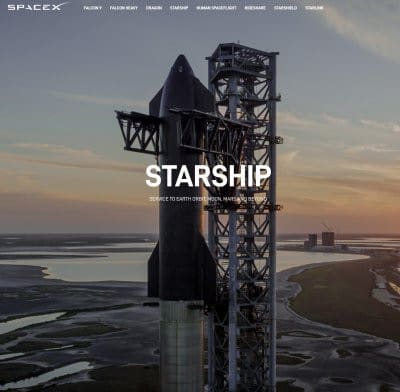 SPACEX
FALCON 9 FALCON HEAVY DRAGON STARSHIP HUMAN SPACEFLIGHT RIDESHARE STARSHIELD STARLINK
STARSHIP
SERVICE TO EARTH ORBIT, MOON, MARS AND BEYOND